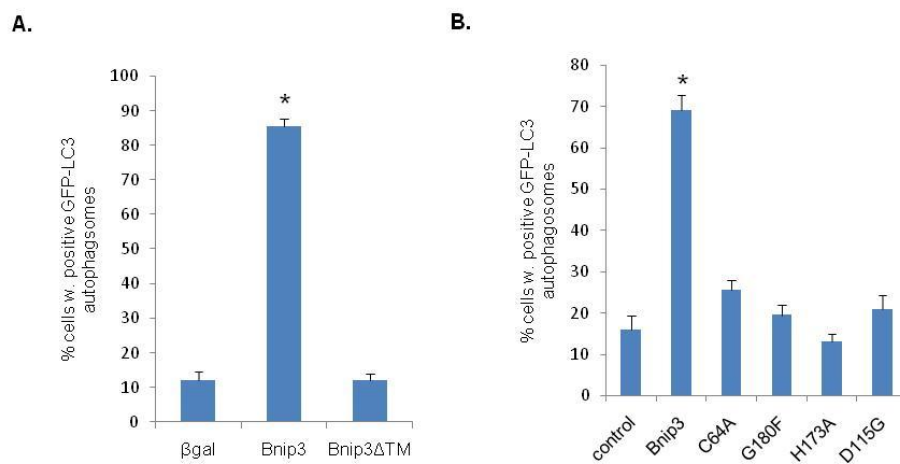 A.
% cells w. positive GFP-LC3
autophagsomes
100
90
80
70
60
50
40
30
20
10
0
*
βgal
Bnip3
Bnip3ΔTM
B.
% cells w. positive GFP-LC3
autophagosomes
80
70
60
50
40
30
20
10
0
*
control
Bnip3
C64A
G180F
H173A
D115G